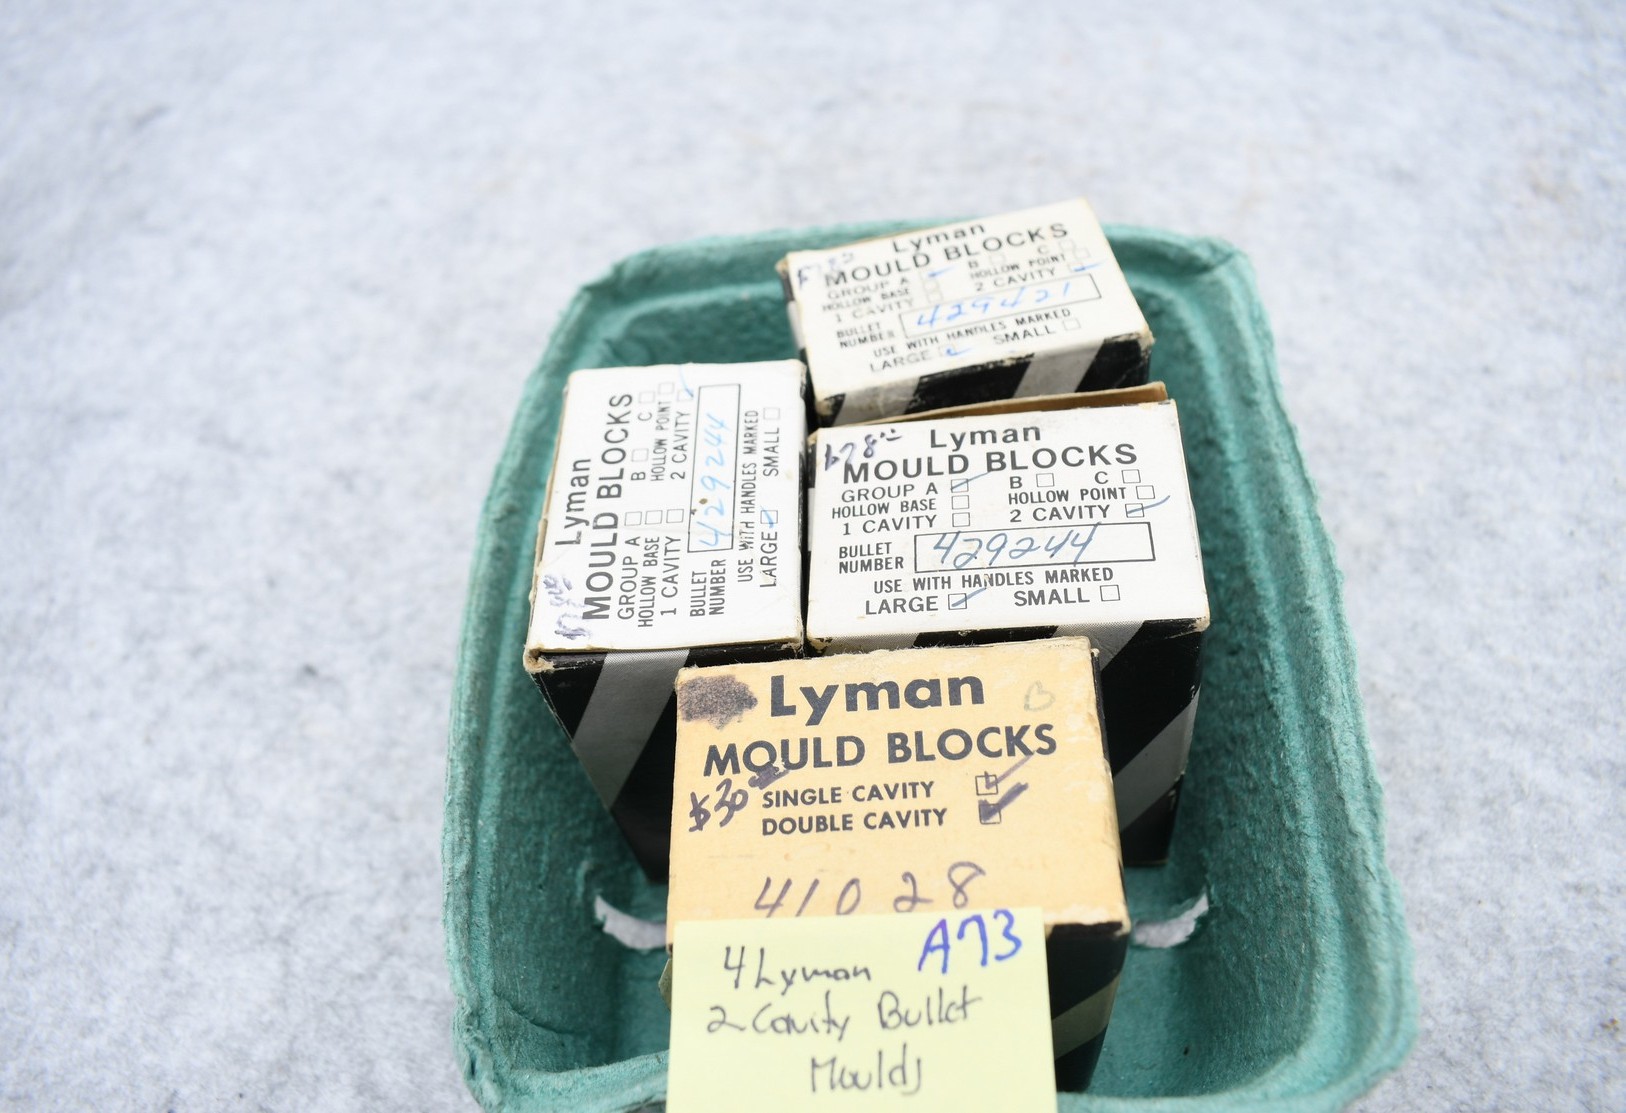 Lyman
MOULD BLOCKS
GROUP A B C
HOLLOW BASE HOLLOW POINT
1 CAVITY 2 CAVITY
BULLET NUMBER 429421
USE WITH HANDLES MARKED
LARGE SMALL
Lyman
MOULD BLOCKS
GROUP A B C
HOLLOW BASE HOLLOW POINT
1 CAVITY 2 CAVITY
BULLET NUMBER 429244
USE WITH HANDLES MARKED
LARGE SMALL
$78
Lyman
MOULD BLOCKS
GROUP A B C
HOLLOW BASE HOLLOW POINT
1 CAVITY 2 CAVITY
BULLET NUMBER 429244
USE WITH HANDLES MARKED
LARGE SMALL
Lyman B
MOULD BLOCKS
$30
SINGLE CAVITY
DOUBLE CAVITY
41028
A73
4 Lyman
2 Cavity Bullet
Moulds